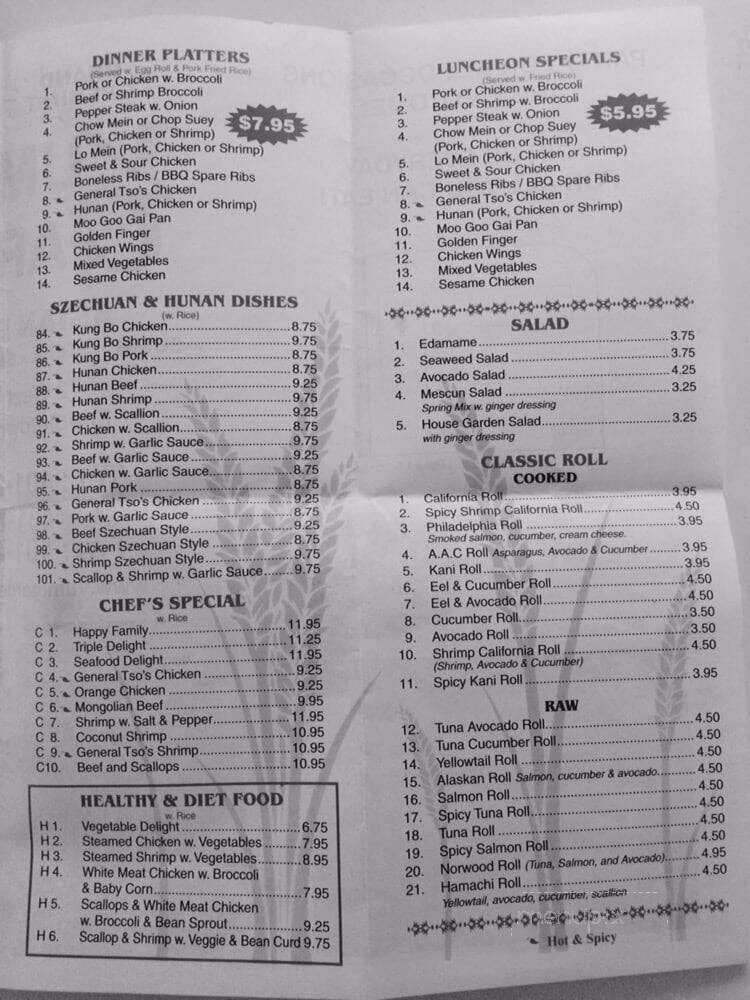 DINNER PLATTERS
(Served w. Egg Roll & Pork Fried Rice)
1. Pork or Chicken w. Broccoli
2. Beef or Shrimp Broccoli
3. Pepper Steak w. Onion
4. Chow Mein or Chop Suey
(Pork, Chicken or Shrimp)
$7.95
5. Lo Mein (Pork, Chicken or Shrimp)
6. Sweet & Sour Chicken
7. Boneless Ribs / BBQ Spare Ribs
8. General Tso's Chicken
9. Hunan (Pork, Chicken or Shrimp)
10. Moo Goo Gai Pan
11. Golden Finger
12. Chicken Wings
13. Mixed Vegetables
14. Sesame Chicken
SZECHUAN & HUNAN DISHES
(w. Rice)
84. Kung Bo Chicken 8.75
85. Kung Bo Shrimp 9.75
86. Kung Bo Pork 8.75
87. Hunan Chicken 8.75
88. Hunan Beef 9.25
89. Hunan Shrimp 9.75
90. Beef w. Scallion 9.25
91. Chicken w. Scallion 8.75
92. Shrimp w. Garlic Sauce 9.75
93. Beef w. Garlic Sauce 9.25
94. Chicken w. Garlic Sauce 8.75
95. Hunan Pork 8.75
96. General Tso's Chicken 9.25
97. Pork w. Garlic Sauce 8.75
98. Beef Szechuan Style 9.25
99. Chicken Szechuan Style 8.75
100. Shrimp Szechuan Style 9.75
101. Scallop & Shrimp w. Garlic Sauce 9.75
CHEF'S SPECIAL
w. Rice
C 1. Happy Family 11.95
C 2. Triple Delight 11.25
C 3. Seafood Delight 11.95
C 4. General Tso's Chicken 9.25
C 5. Orange Chicken 9.25
C 6. Mongolian Beef 9.95
C 7. Shrimp w. Salt & Pepper 11.95
C 8. Coconut Shrimp 10.95
C 9. General Tso's Shrimp 10.95
C10. Beef and Scallops 10.95
HEALTHY & DIET FOOD
w. Rice
H 1. Vegetable Delight 6.75
H 2. Steamed Chicken w. Vegetables 7.95
H 3. Steamed Shrimp w. Vegetables 8.95
H 4. White Meat Chicken w. Broccoli
& Baby Corn 7.95
H 5. Scallops & White Meat Chicken
w. Broccoli & Bean Sprout 9.25
H 6. Scallop & Shrimp w. Veggie & Bean Curd 9.75
LUNCHEON SPECIALS
(Served w. Fried Rice)
1. Pork or Chicken w. Broccoli
2. Beef or Shrimp w. Broccoli
3. Pepper Steak w. Onion
4. Chow Mein or Chop Suey
(Pork, Chicken or Shrimp)
$5.95
5. Lo Mein (Pork, Chicken or Shrimp)
6. Sweet & Sour Chicken
7. Boneless Ribs / BBQ Spare Ribs
8. General Tso's Chicken
9. Hunan (Pork, Chicken or Shrimp)
10. Moo Goo Gai Pan
11. Golden Finger
12. Chicken Wings
13. Mixed Vegetables
14. Sesame Chicken
SALAD
1. Edamame 3.75
2. Seaweed Salad 3.75
3. Avocado Salad 4.25
4. Mescun Salad 3.25
Spring Mix w. ginger dressing
5. House Garden Salad 3.25
with ginger dressing
CLASSIC ROLL
COOKED
1. California Roll 3.95
2. Spicy Shrimp California Roll 4.50
3. Philadelphia Roll 3.95
Smoked salmon, cucumber, cream cheese.
4. A.A.C Roll Asparagus, Avocado & Cucumber 3.95
5. Kani Roll 3.95
6. Eel & Cucumber Roll 4.50
7. Eel & Avocado Roll 4.50
8. Cucumber Roll 3.50
9. Avocado Roll 3.50
10. Shrimp California Roll 4.50
(Shrimp, Avocado & Cucumber)
11. Spicy Kani Roll 3.95
RAW
12. Tuna Avocado Roll 4.50
13. Tuna Cucumber Roll 4.50
14. Yellowtail Roll 4.50
15. Alaskan Roll Salmon, cucumber & avocado 4.50
16. Salmon Roll 4.50
17. Spicy Tuna Roll 4.50
18. Tuna Roll 4.50
19. Spicy Salmon Roll 4.50
20. Norwood Roll (Tuna, Salmon, and Avocado) 4.95
21. Hamachi Roll 4.50
Yellowtail, avocado, cucumber, scallion
Hot & Spicy